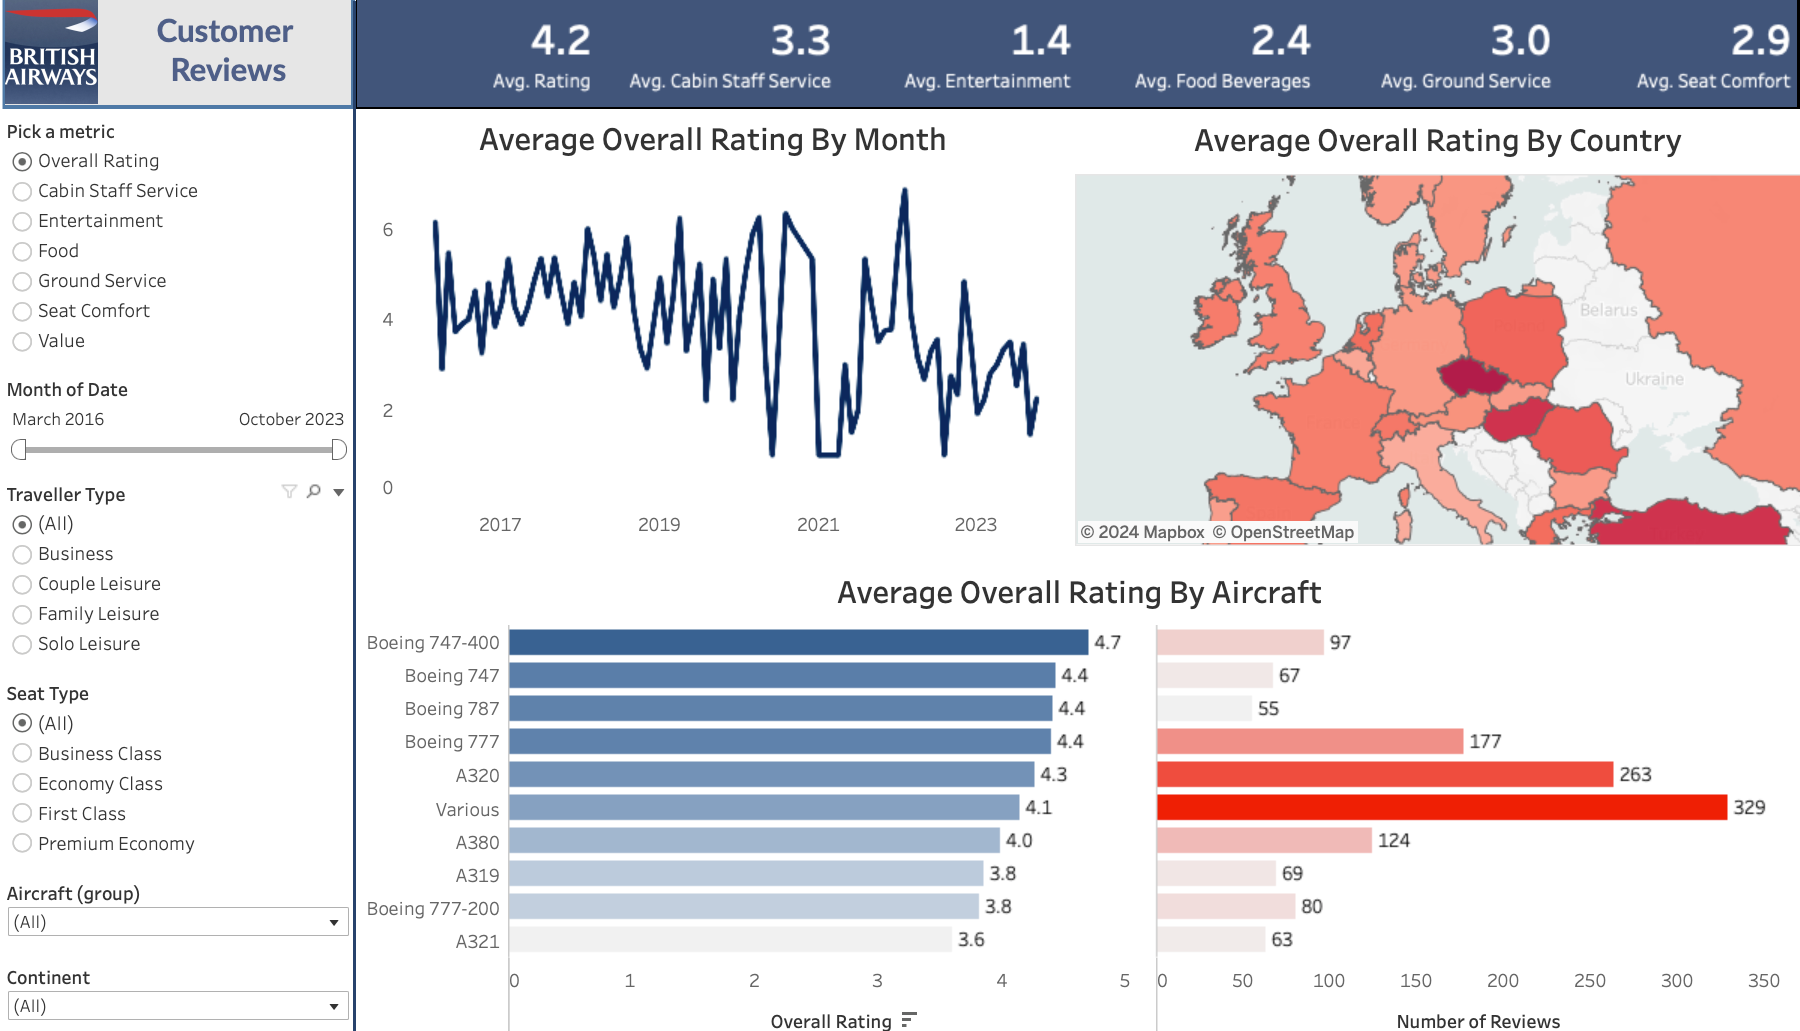 BRITISH
AIRWAYS
Customer
Reviews
4.2
Avg. Rating
3.3
Avg. Cabin Staff Service
1.4
Avg. Entertainment
2.4
Avg. Food Beverages
3.0
Avg. Ground Service
2.9
Avg. Seat Comfort
Pick a metric
Overall Rating
Cabin Staff Service
Entertainment
Food
Ground Service
Seat Comfort
Value
Month of Date
March 2016 October 2023
Traveller Type
(All)
Business
Couple Leisure
Family Leisure
Solo Leisure
Seat Type
(All)
Business Class
Economy Class
First Class
Premium Economy
Aircraft (group)
(All)
Continent
(All)
Average Overall Rating By Month
6
4
2
0
2017 2019 2021 2023
Average Overall Rating By Country
Belarus
Ukraine
© 2024 Mapbox © OpenStreetMap
Average Overall Rating By Aircraft
Boeing 747-400 4.7 97
Boeing 747 4.4 67
Boeing 787 4.4 55
Boeing 777 4.4 177
A320 4.3 263
Various 4.1 329
A380 4.0 124
A319 3.8 69
Boeing 777-200 3.8 80
A321 3.6 63
0 1 2 3 4 5 0 50 100 150 200 250 300 350
Overall Rating Number of Reviews